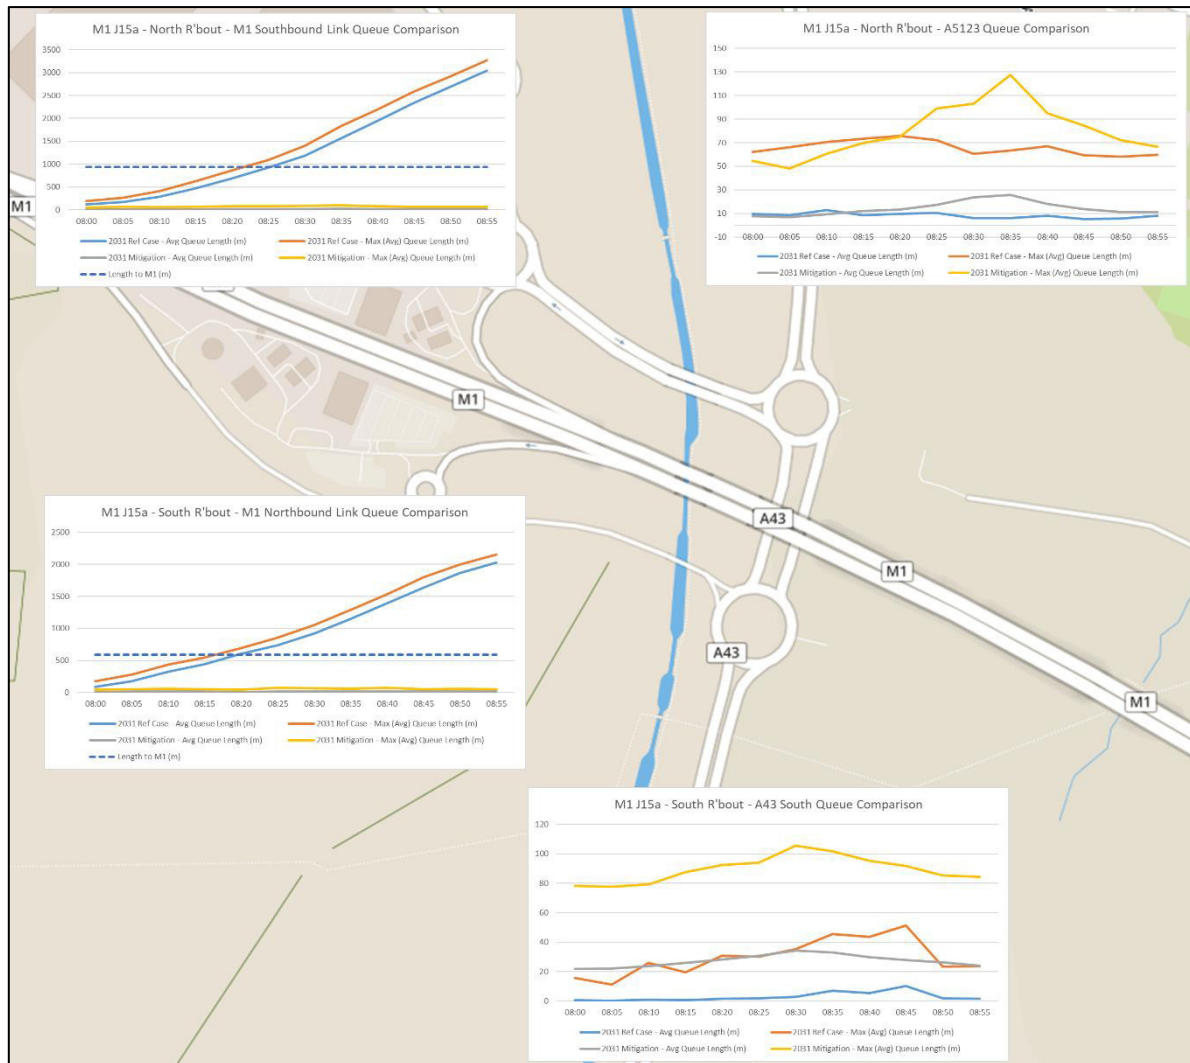 M1 J15a - North R'bout - M1 Southbound Link Queue Comparison
3500
3000
2500
2000
1500
1000
500
0
08:00 08:05 08:10 08:15 08:20 08:25 08:30 08:35 08:40 08:45 08:50 08:55
2031 Ref Case - Avg Queue Length (m) 2031 Ref Case - Max (Avg) Queue Length (m)
2031 Mitigation - Avg Queue Length (m) 2031 Mitigation - Max (Avg) Queue Length (m)
Length to M1 (m)
M1 J15a - North R'bout - A5123 Queue Comparison
150
130
110
90
70
50
30
10
-10
08:00 08:05 08:10 08:15 08:20 08:25 08:30 08:35 08:40 08:45 08:50 08:55
2031 Ref Case - Avg Queue Length (m) 2031 Ref Case - Max (Avg) Queue Length (m)
2031 Mitigation - Avg Queue Length (m) 2031 Mitigation - Max (Avg) Queue Length (m)
M1
M1
A43
M1
A43
M1
M1 J15a - South R'bout - M1 Northbound Link Queue Comparison
2500
2000
1500
1000
500
0
08:00 08:05 08:10 08:15 08:20 08:25 08:30 08:35 08:40 08:45 08:50 08:55
2031 Ref Case - Avg Queue Length (m) 2031 Ref Case - Max (Avg) Queue Length (m)
2031 Mitigation - Avg Queue Length (m) 2031 Mitigation - Max (Avg) Queue Length (m)
Length to M1 (m)
M1 J15a - South R'bout - A43 South Queue Comparison
120
100
80
60
40
20
0
08:00 08:05 08:10 08:15 08:20 08:25 08:30 08:35 08:40 08:45 08:50 08:55
2031 Ref Case - Avg Queue Length (m) 2031 Ref Case - Max (Avg) Queue Length (m)
2031 Mitigation - Avg Queue Length (m) 2031 Mitigation - Max (Avg) Queue Length (m)